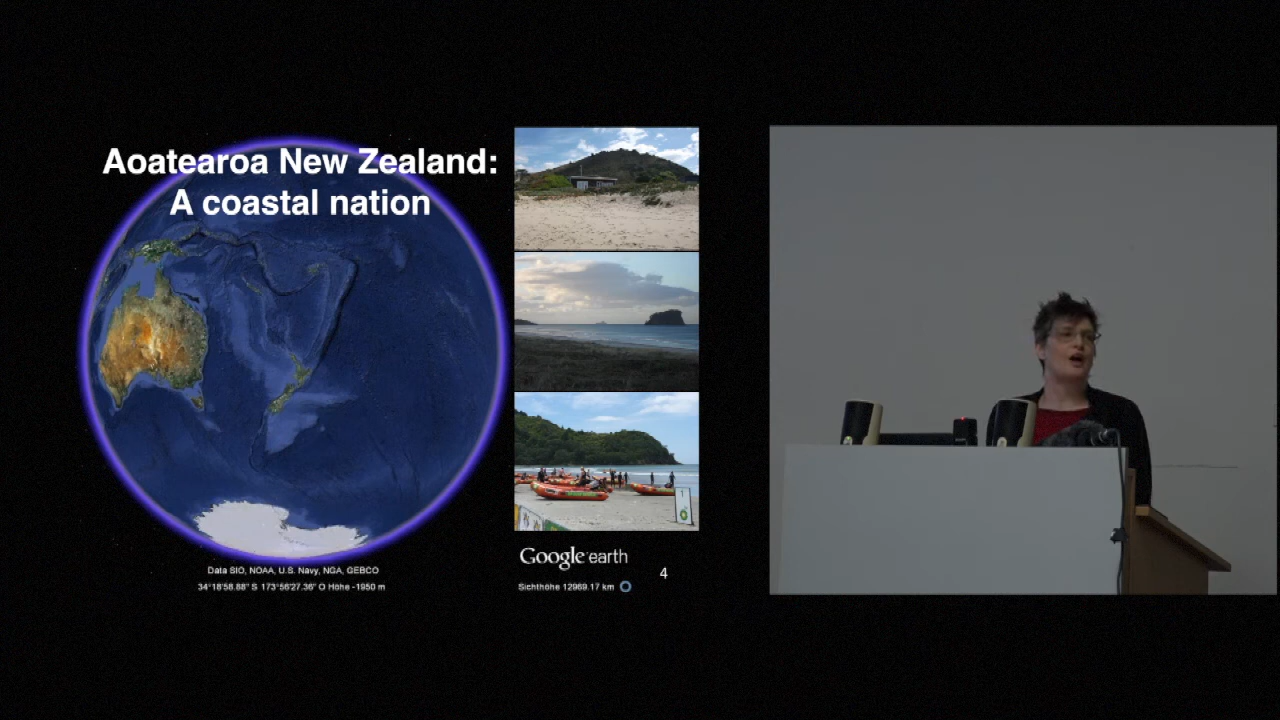 Aoatearoa New Zealand:
A coastal nation
Data SIO, NOAA, U.S. Navy, NGA, GEBCO
34°18'58.88" S 173°56'27.36" O Höhe -1950 m
Google earth
Sichthöhe 12969.17 km
4